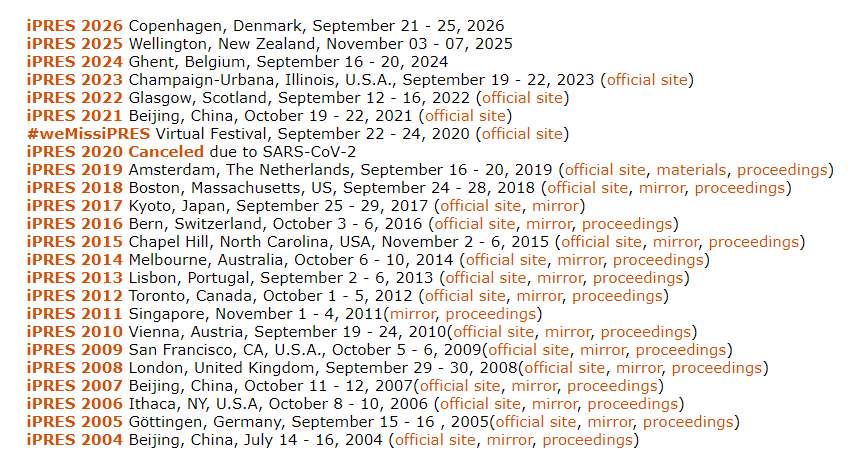 iPRES 2026 Copenhagen, Denmark, September 21 - 25, 2026
iPRES 2025 Wellington, New Zealand, November 03 - 07, 2025
iPRES 2024 Ghent, Belgium, September 16 - 20, 2024
iPRES 2023 Champaign-Urbana, Illinois, U.S.A., September 19 - 22, 2023 (official site)
iPRES 2022 Glasgow, Scotland, September 12 - 16, 2022 (official site)
iPRES 2021 Beijing, China, October 19 - 22, 2021 (official site)
#weMissiPRES Virtual Festival, September 22 - 24, 2020 (official site)
iPRES 2020 Canceled due to SARS-CoV-2
iPRES 2019 Amsterdam, The Netherlands, September 16 - 20, 2019 (official site, materials, proceedings)
iPRES 2018 Boston, Massachusetts, US, September 24 - 28, 2018 (official site, mirror, proceedings)
iPRES 2017 Kyoto, Japan, September 25 - 29, 2017 (official site, mirror)
iPRES 2016 Bern, Switzerland, October 3 - 6, 2016 (official site, mirror, proceedings)
iPRES 2015 Chapel Hill, North Carolina, USA, November 2 - 6, 2015 (official site, mirror, proceedings)
iPRES 2014 Melbourne, Australia, October 6 - 10, 2014 (official site, mirror, proceedings)
iPRES 2013 Lisbon, Portugal, September 2 - 6, 2013 (official site, mirror, proceedings)
iPRES 2012 Toronto, Canada, October 1 - 5, 2012 (official site, mirror, proceedings)
iPRES 2011 Singapore, November 1 - 4, 2011(mirror, proceedings)
iPRES 2010 Vienna, Austria, September 19 - 24, 2010(official site, mirror, proceedings)
iPRES 2009 San Francisco, CA, U.S.A., October 5 - 6, 2009(official site, mirror, proceedings)
iPRES 2008 London, United Kingdom, September 29 - 30, 2008(official site, mirror, proceedings)
iPRES 2007 Beijing, China, October 11 - 12, 2007(official site, mirror, proceedings)
iPRES 2006 Ithaca, NY, U.S.A, October 8 - 10, 2006 (official site, mirror, proceedings)
iPRES 2005 Göttingen, Germany, September 15 - 16 , 2005(official site, mirror, proceedings)
iPRES 2004 Beijing, China, July 14 - 16, 2004 (official site, mirror, proceedings)